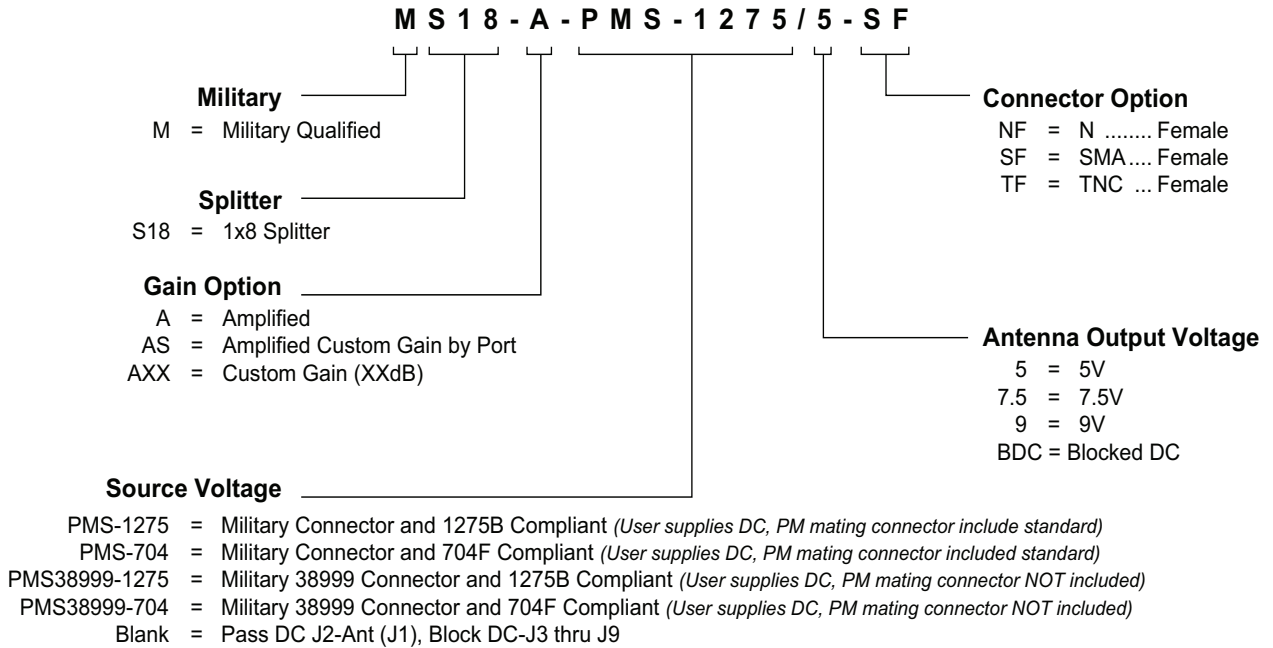 MS18-A-PMS-1275/5-SF
Military
M = Military Qualified
Splitter
S18 = 1x8 Splitter
Gain Option
A = Amplified
AS = Amplified Custom Gain by Port
AXX = Custom Gain (XXdB)
Source Voltage
PMS-1275 = Military Connector and 1275B Compliant (User supplies DC, PM mating connector include standard)
PMS-704 = Military Connector and 704F Compliant (User supplies DC, PM mating connector included standard)
PMS38999-1275 = Military 38999 Connector and 1275B Compliant (User supplies DC, PM mating connector NOT included)
PMS38999-704 = Military 38999 Connector and 704F Compliant (User supplies DC, PM mating connector NOT included)
Blank = Pass DC J2-Ant (J1), Block DC-J3 thru J9
Connector Option
NF = N ........ Female
SF = SMA .... Female
TF = TNC ... Female
Antenna Output Voltage
5 = 5V
7.5 = 7.5V
9 = 9V
BDC = Blocked DC